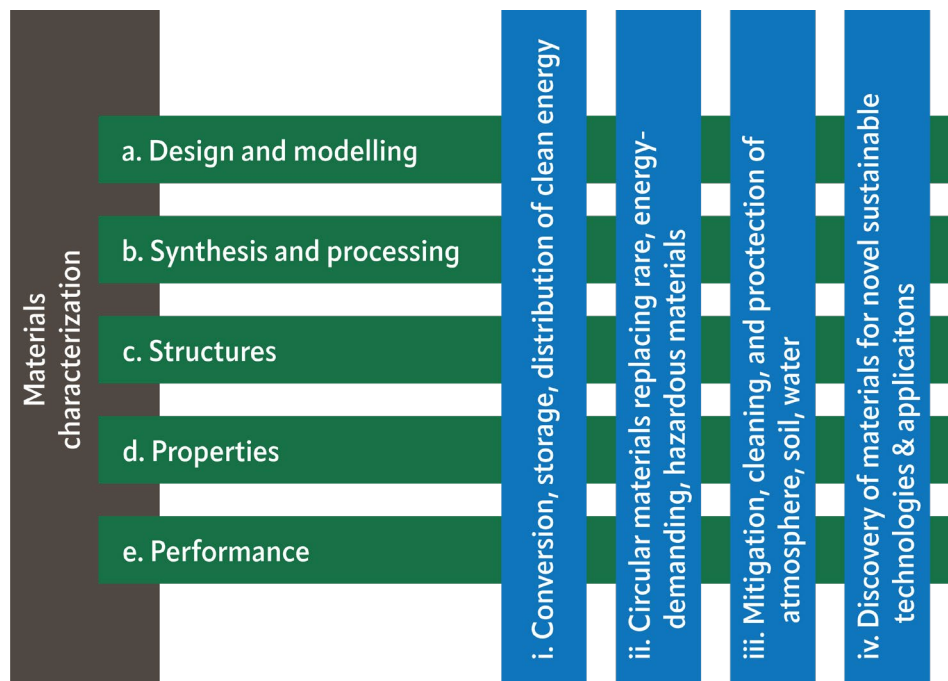 Materials
characterization
a. Design and modelling
b. Synthesis and processing
c. Structures
d. Properties
e. Performance
i. Conversion, storage, distribution of clean energy
ii. Circular materials replacing rare, energy-
demanding, hazardous materials
iii. Mitigation, cleaning, and proctection of
atmosphere, soil, water
iv. Discovery of materials for novel sustainable
technologies & applicaitons